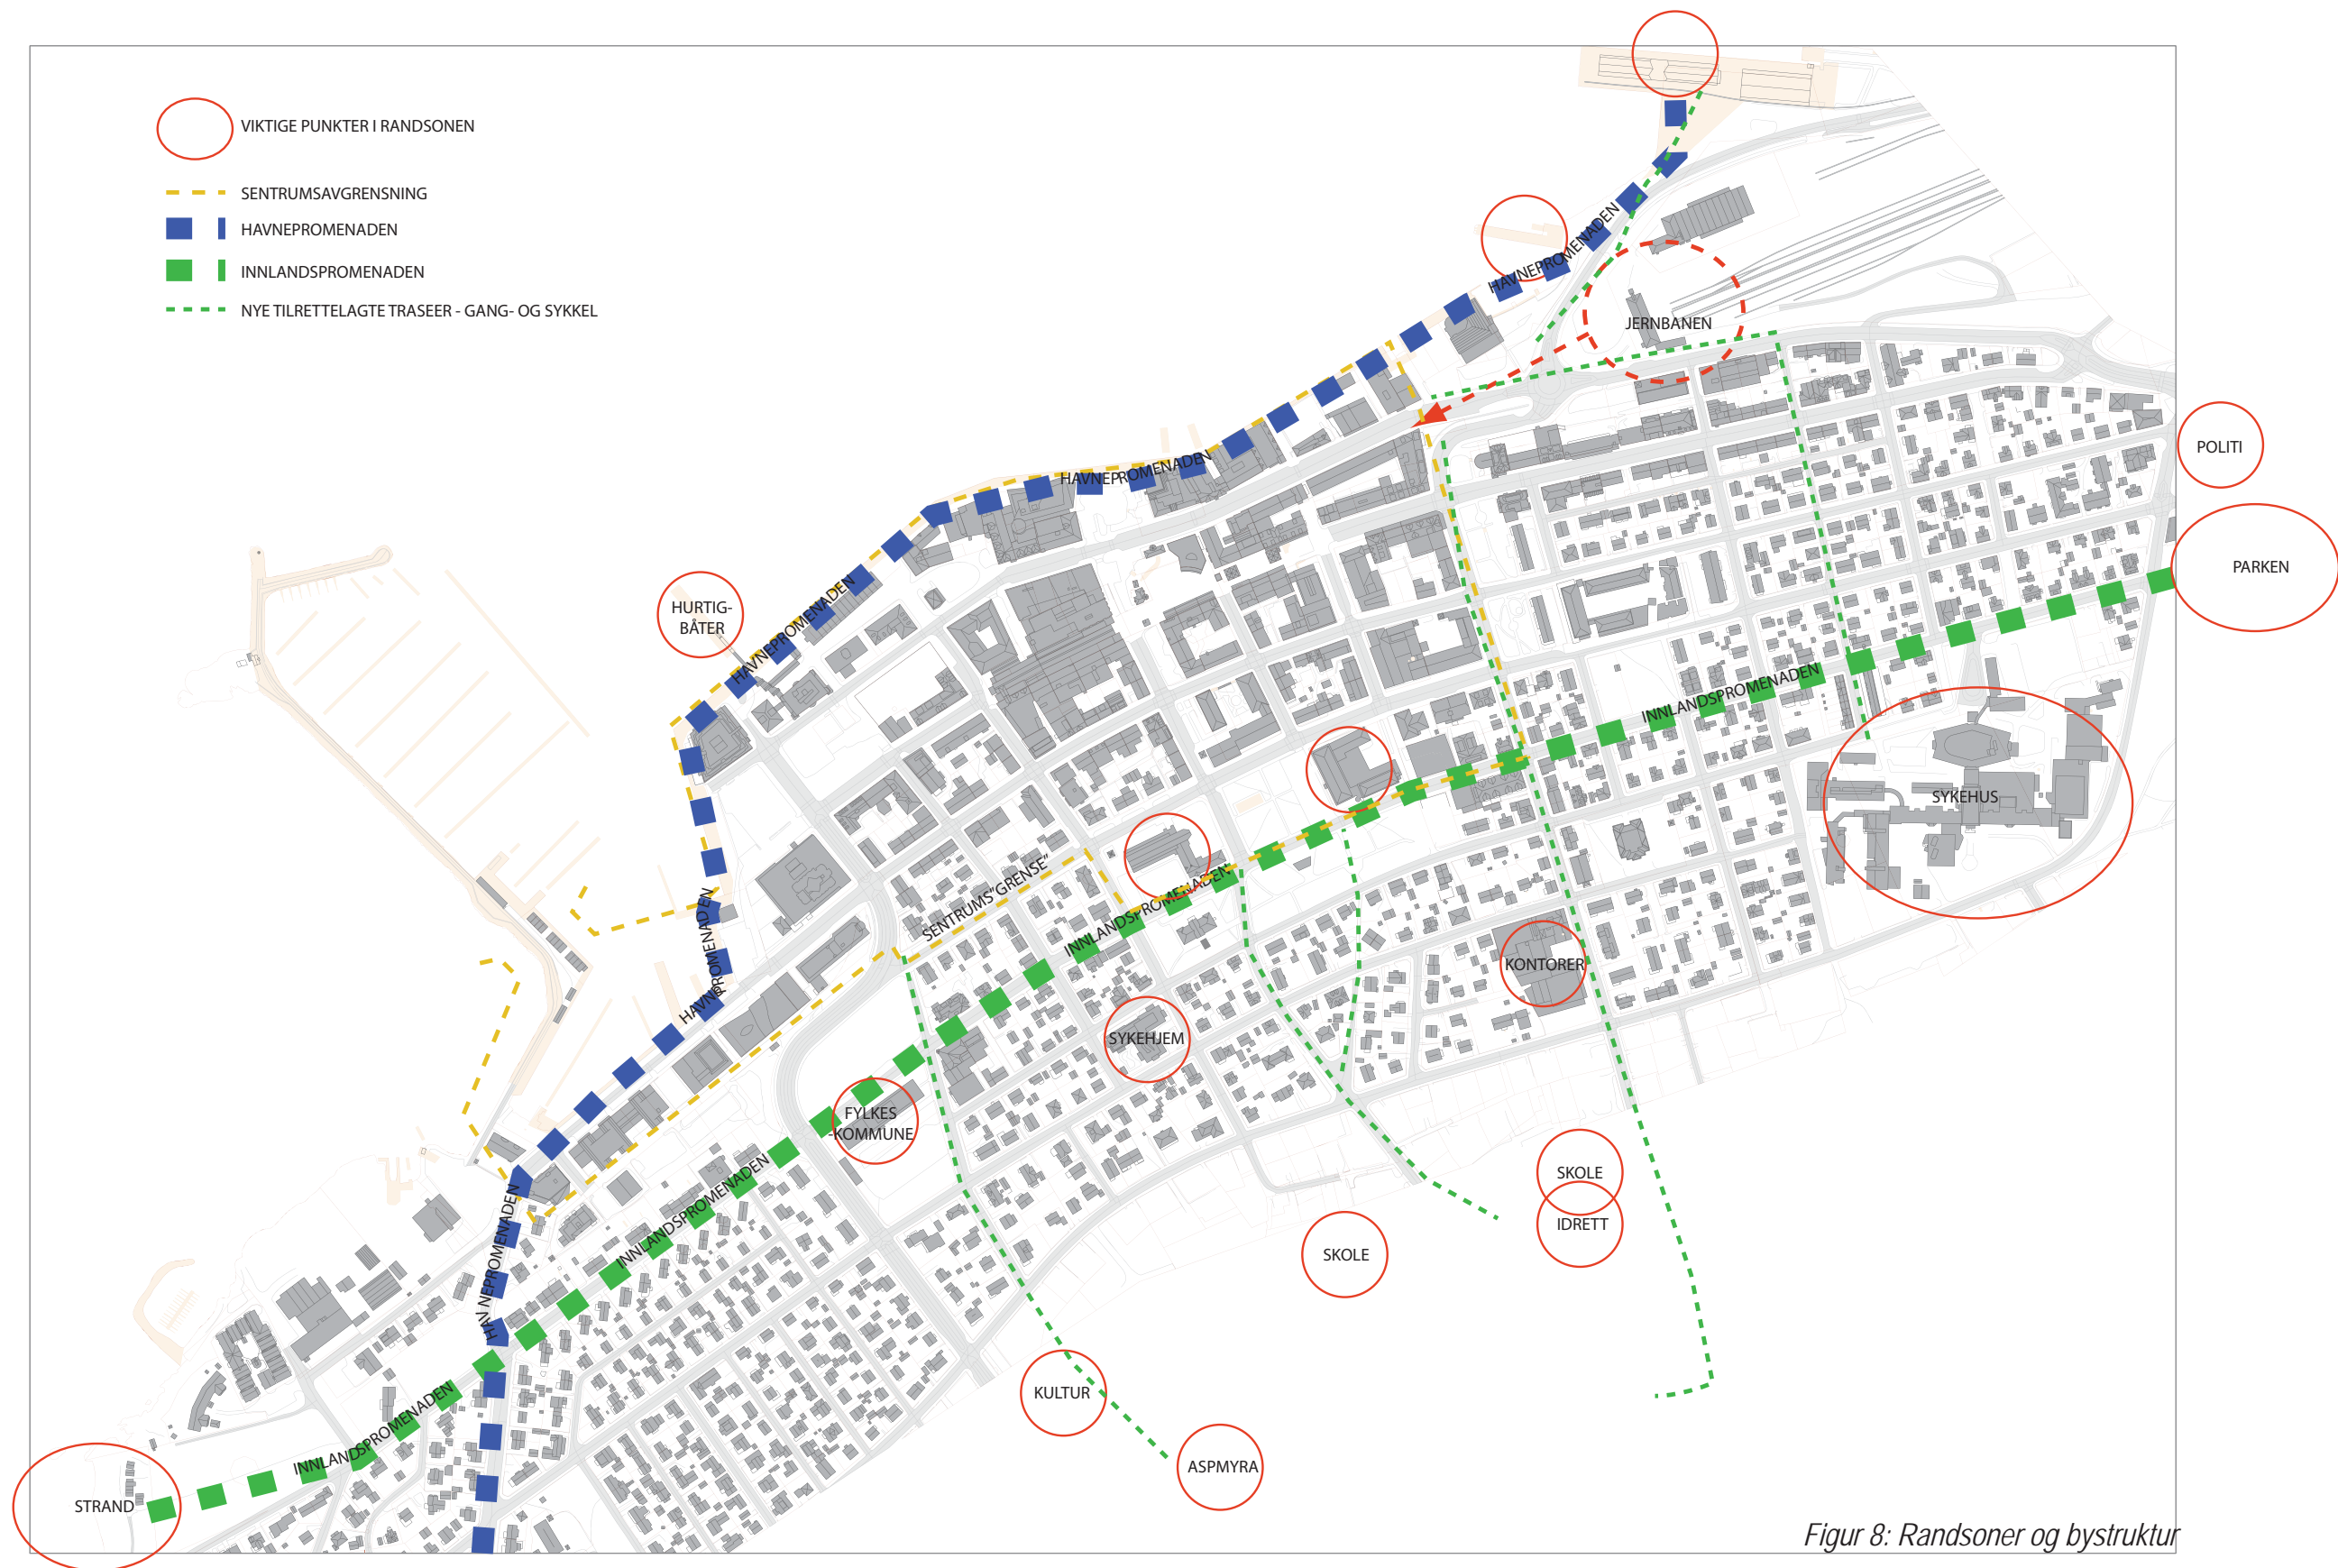 VIKTIGE PUNKTER I RANDSONEN
SENTRUMSAVGRENSNING
HAVNEPROMENADEN
INNLANDSPROMENADEN
NYE TILRETTELAGTE TRASEER - GANG- OG SYKKEL
HAVNEPROMENADEN
JERNBANEN
POLITI
HAVNEPROMENADEN
PARKEN
HURTIG-
BÅTER
HAVNEPROMENADEN
INNLANDSPROMENADEN
SYKEHUS
SENTRUMS"GRENSE"
INNLANDSPROMENADEN
HAVNEPROMENADEN
KONTORER
SYKEHJEM
FYLKES
-KOMMUNE
INNLANDSPROMENADEN
SKOLE
IDRETT
SKOLE
HAVNEPROMENADEN
KULTUR
INNLANDSPROMENADEN
ASPMYRA
STRAND
Figur 8: Randsoner og bystruktur